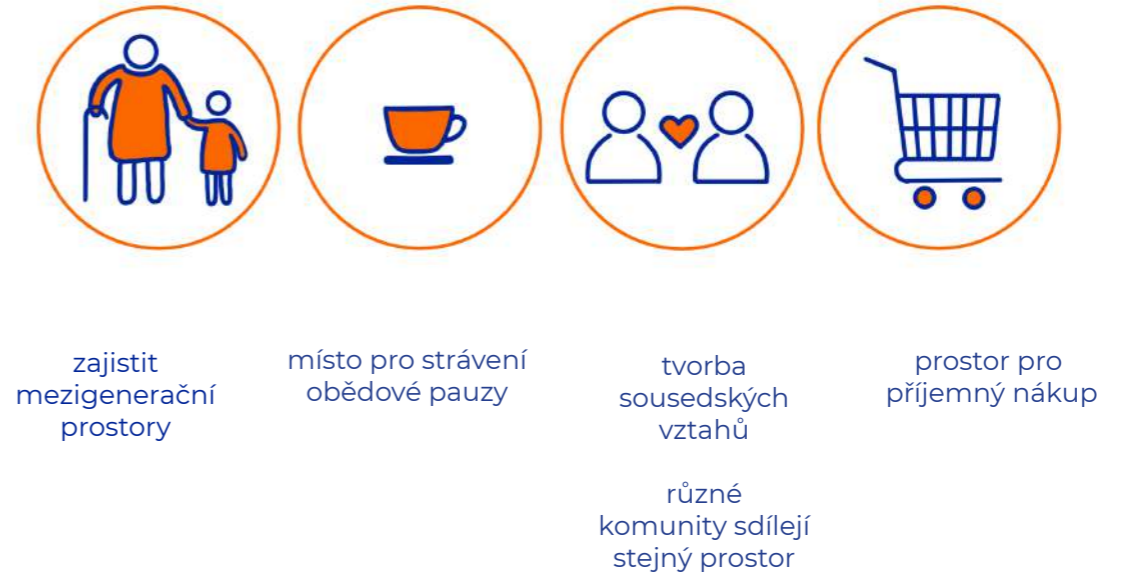 zajistit
mezigenerační
prostory
místo pro strávení
obědové pauzy
tvorba
sousedských
vztahů
různé
komunity sdílejí
stejný prostor
prostor pro
příjemný nákup